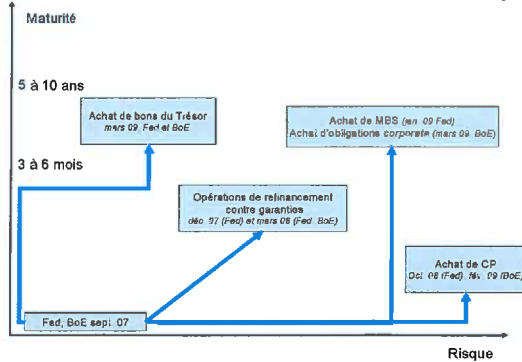 Maturité
5 à 10 ans
Achat de bons du Trésor
mars 09, Fed et BoE
Achat de MBS (jan. 09 Fed)
Achat d'obligations corporate (mars 09, BoE)
3 à 6 mois
Opérations de refinancement
contre garanties
déc. 07 (Fed) et mars 08 (Fed, BoE)
Achat de CP
Oct. 08 (Fed), fév. 09 (BoE)
Fed, BoE sept. 07
Risque